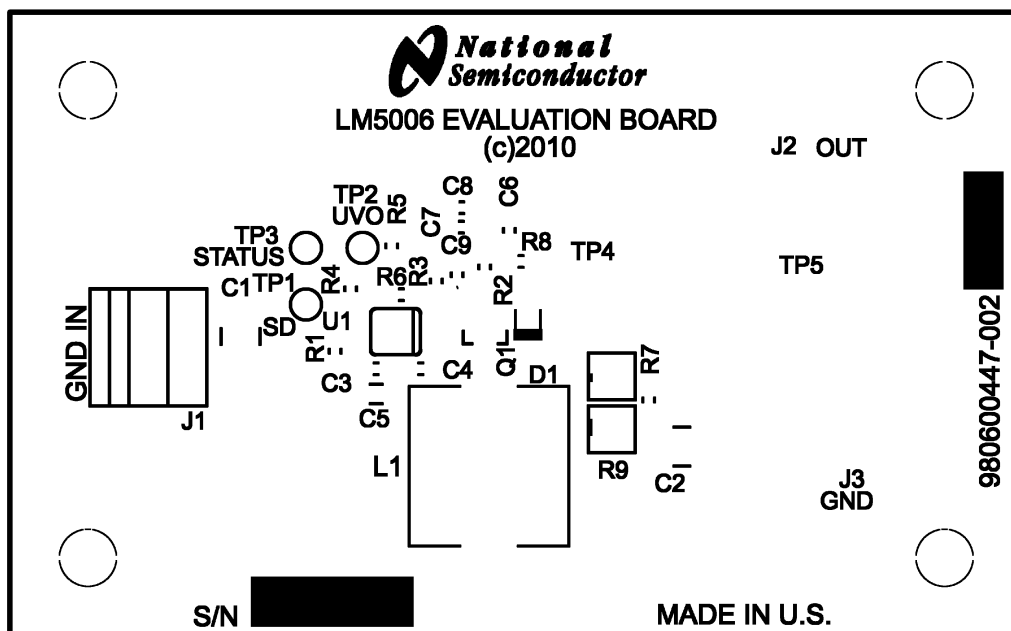 National
Semiconductor
LM5006 EVALUATION BOARD
(c)2010
J2 OUT
C8
C6
TP2
UVO
R5
C7
TP3
STATUS
C9
R8
TP4
TP5
C1
TP1
R4
R6
R3
R2
SD
U1
GND IN
R1
C3
C4
Q1
D1
R7
J1
C5
L1
R9
C2
J3
GND
980600447-002
S/N
MADE IN U.S.